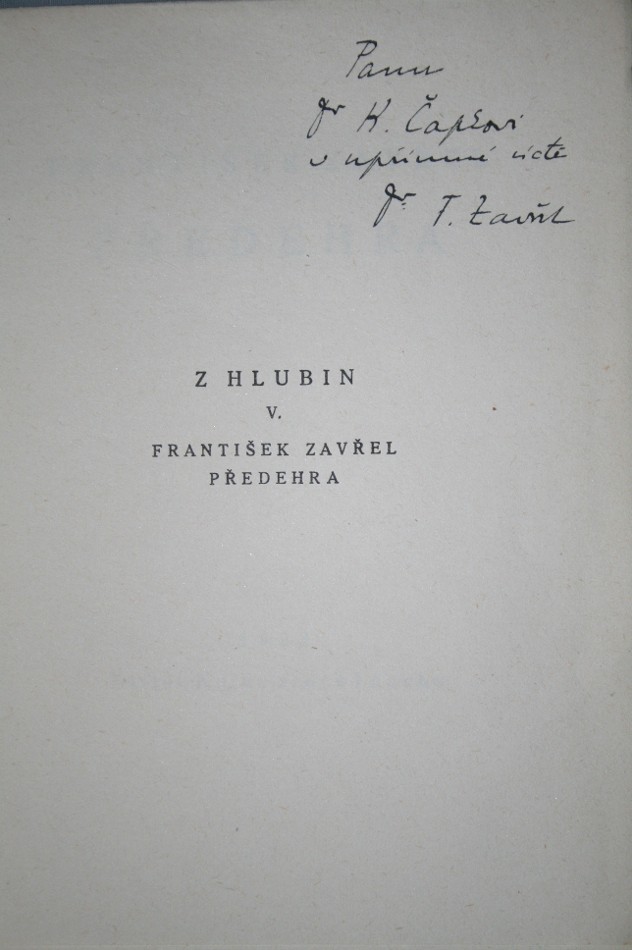 Panu
Dr K. Čapkovi
v upřímné úctě
Dr. F. Zavřel
Z HLUBIN
V.
FRANTIŠEK ZAVŘEL
PŘEDEHRA